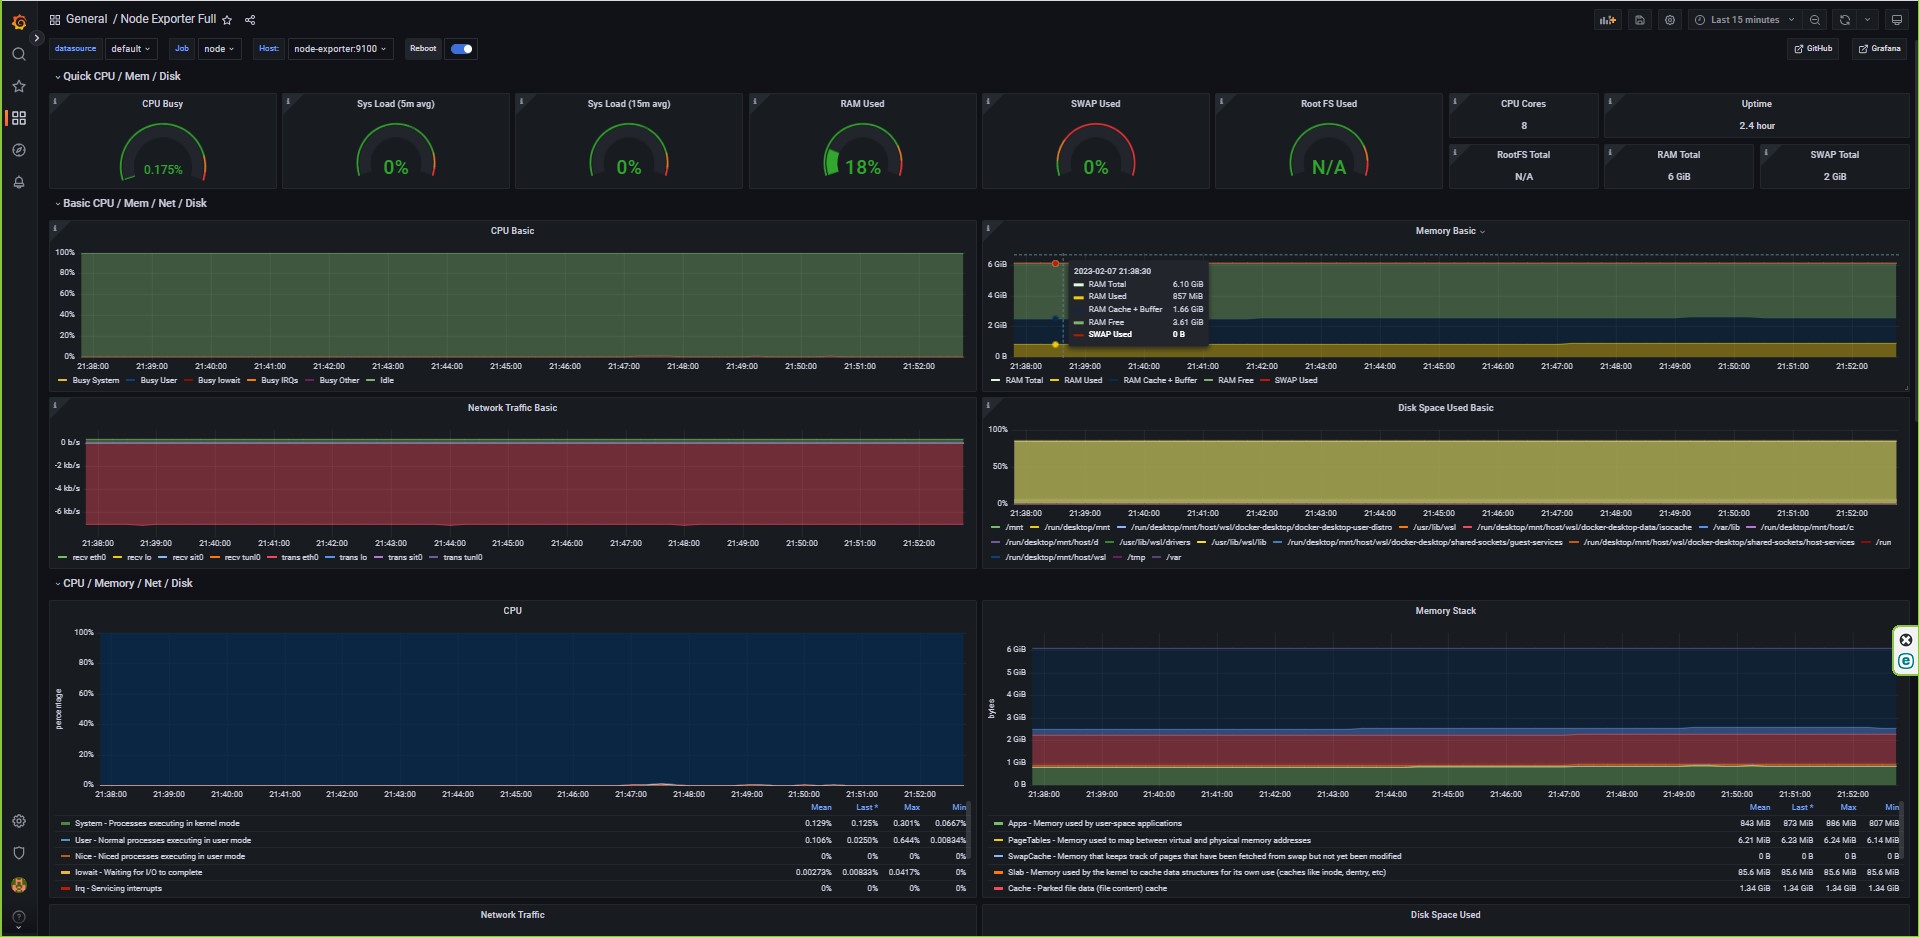 General / Node Exporter Full
Last 15 minutes
datasource default Job node Host: node-exporter:9100 Reboot GitHub Grafana
Quick CPU / Mem / Disk
CPU Busy Sys Load (5m avg) Sys Load (15m avg) RAM Used SWAP Used Root FS Used CPU Cores Uptime
8 2.4 hour
0.175% 0% 0% 18% 0% N/A
RootFS Total RAM Total SWAP Total
N/A 6 GiB 2 GiB
Basic CPU / Mem / Net / Disk
CPU Basic
100%
80%
60%
40%
20%
0%
21:38:00 21:39:00 21:40:00 21:41:00 21:42:00 21:43:00 21:44:00 21:45:00 21:46:00 21:47:00 21:48:00 21:49:00 21:50:00 21:51:00 21:52:00
Busy System Busy User Busy Iowait Busy IRQs Busy Other Idle
Memory Basic
6 GiB
4 GiB
2 GiB
0 B
2023-02-07 21:38:30
RAM Total 6.10 GiB
RAM Used 857 MiB
RAM Cache + Buffer 1.66 GiB
RAM Free 3.61 GiB
SWAP Used 0 B
21:38:00 21:39:00 21:40:00 21:41:00 21:42:00 21:43:00 21:44:00 21:45:00 21:46:00 21:47:00 21:48:00 21:49:00 21:50:00 21:51:00 21:52:00
RAM Total RAM Used RAM Cache + Buffer RAM Free SWAP Used
Network Traffic Basic
0 b/s
-2 kb/s
-4 kb/s
-6 kb/s
21:38:00 21:39:00 21:40:00 21:41:00 21:42:00 21:43:00 21:44:00 21:45:00 21:46:00 21:47:00 21:48:00 21:49:00 21:50:00 21:51:00 21:52:00
recv eth0 recv lo recv sit0 recv tunl0 trans eth0 trans lo trans sit0 trans tunl0
Disk Space Used Basic
100%
50%
0%
21:38:00 21:39:00 21:40:00 21:41:00 21:42:00 21:43:00 21:44:00 21:45:00 21:46:00 21:47:00 21:48:00 21:49:00 21:50:00 21:51:00 21:52:00
/mnt /run/desktop/mnt /run/desktop/mnt/host/wsl/docker-desktop/docker-desktop-user-distro /usr/lib/wsl /run/desktop/mnt/host/wsl/docker-desktop-data/isocache /var/lib /run/desktop/mnt/host/c
/run/desktop/mnt/host/d /usr/lib/wsl/drivers /usr/lib/wsl/lib /run/desktop/mnt/host/wsl/docker-desktop/shared-sockets/guest-services /run/desktop/mnt/host/wsl/docker-desktop/shared-sockets/host-services /run
/run/desktop/mnt/host/wsl /tmp /var
CPU / Memory / Net / Disk
CPU
percentage
100%
80%
60%
40%
20%
0%
21:38:00 21:39:00 21:40:00 21:41:00 21:42:00 21:43:00 21:44:00 21:45:00 21:46:00 21:47:00 21:48:00 21:49:00 21:50:00 21:51:00 21:52:00
Mean Last * Max Min
System - Processes executing in kernel mode 0.129% 0.125% 0.301% 0.0667%
User - Normal processes executing in user mode 0.106% 0.0250% 0.644% 0.00834%
Nice - Niced processes executing in user mode 0% 0% 0% 0%
Iowait - Waiting for I/O to complete 0.00273% 0.00833% 0.0417% 0%
Irq - Servicing interrupts 0% 0% 0% 0%
Memory Stack
bytes
6 GiB
5 GiB
4 GiB
3 GiB
2 GiB
1 GiB
0 B
21:38:00 21:39:00 21:40:00 21:41:00 21:42:00 21:43:00 21:44:00 21:45:00 21:46:00 21:47:00 21:48:00 21:49:00 21:50:00 21:51:00 21:52:00
Mean Last * Max Min
Apps - Memory used by user-space applications 843 MiB 873 MiB 886 MiB 807 MiB
PageTables - Memory used to map between virtual and physical memory addresses 6.21 MiB 6.23 MiB 6.24 MiB 6.14 MiB
SwapCache - Memory that keeps track of pages that have been fetched from swap but not yet been modified 0 B 0 B 0 B 0 B
Slab - Memory used by the kernel to cache data structures for its own use (caches like inode, dentry, etc) 85.6 MiB 85.6 MiB 85.6 MiB 85.6 MiB
Cache - Parked file data (file content) cache 1.34 GiB 1.34 GiB 1.34 GiB 1.34 GiB
Network Traffic
Disk Space Used